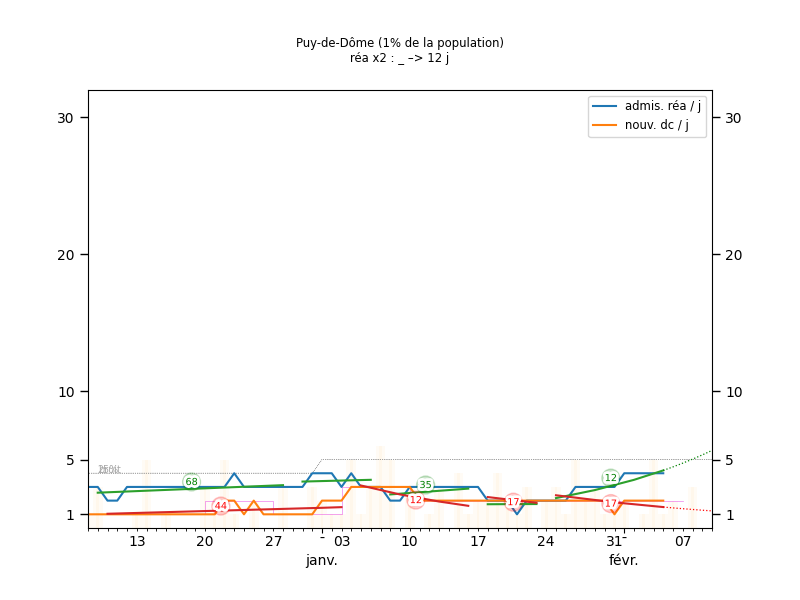 Puy-de-Dôme (1% de la population)
réa x2 : _ –> 12 j
admis. réa / j
nouv. dc / j
30 30
20 20
10 10
5 5
1 1
68
44
35
12
17
12
17
13 20 27 - 03 10 17 24 31- 07
janv. févr.